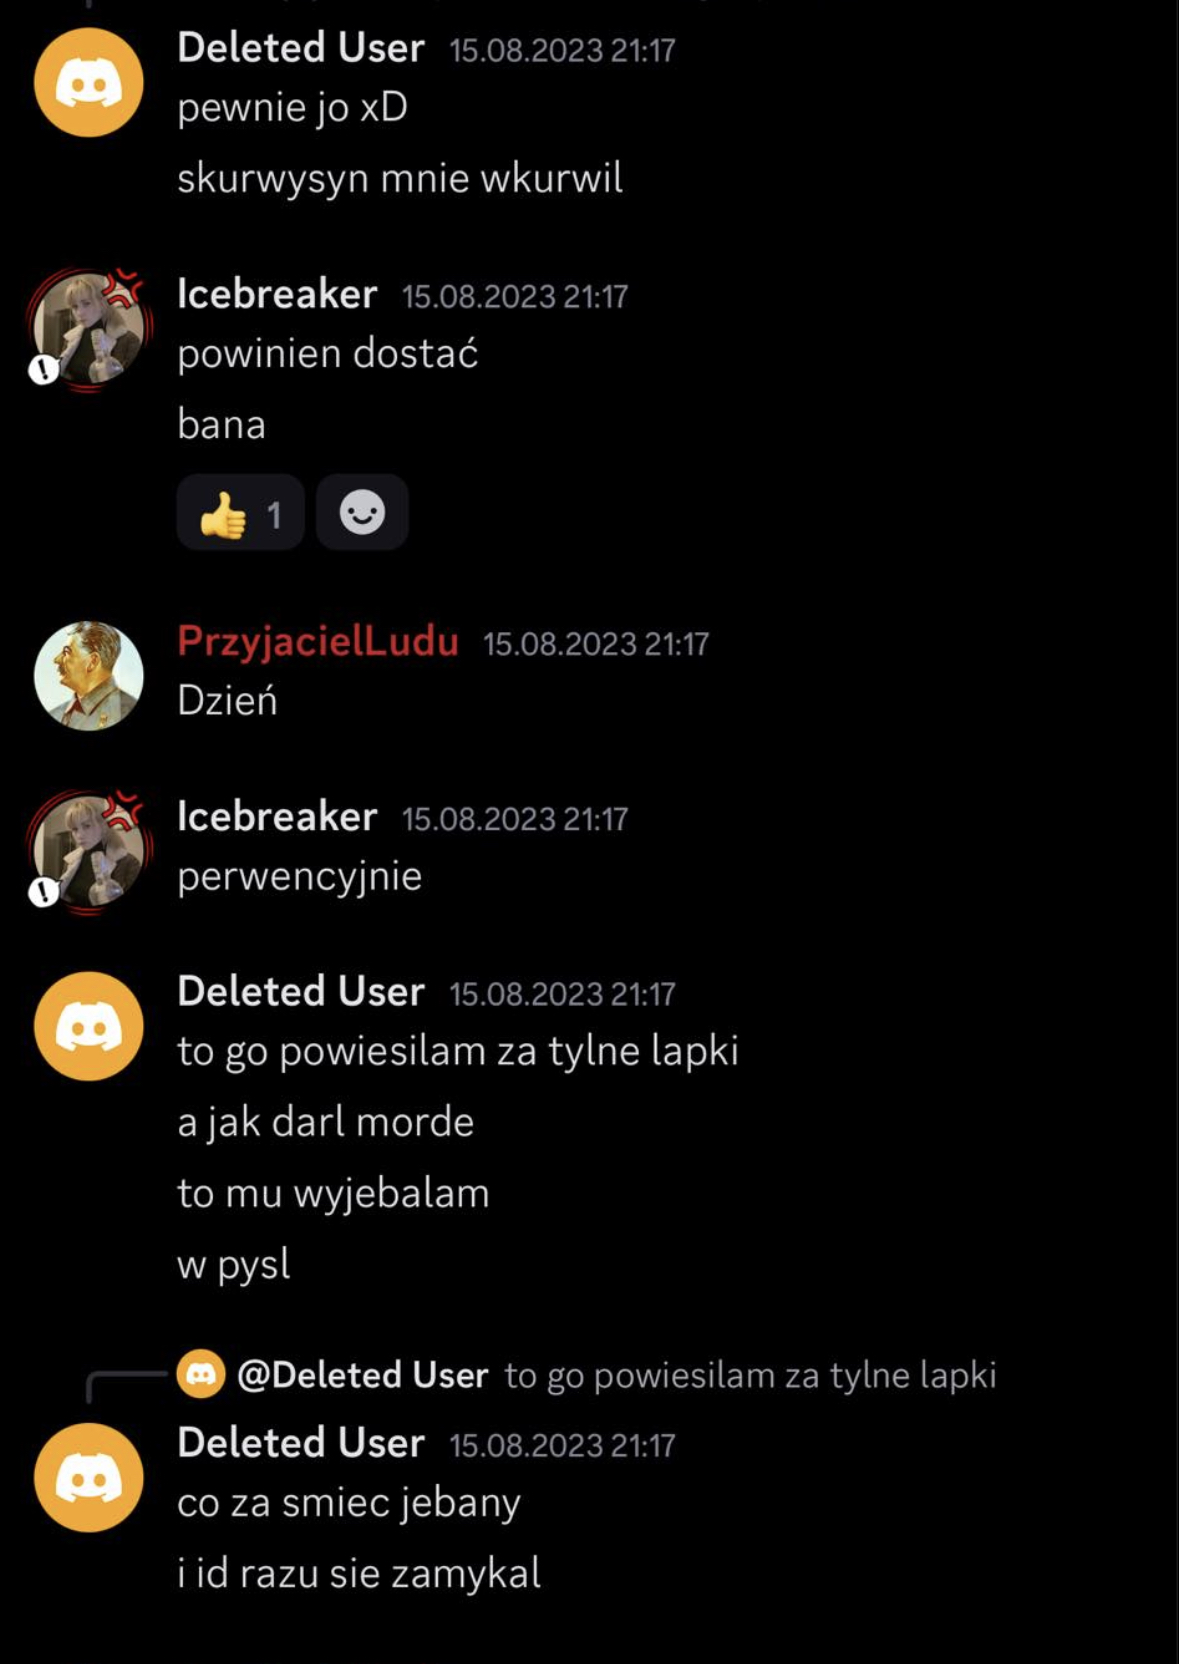 Deleted User 15.08.2023 21:17
pewnie jo xD
skurwysyn mnie wkurwil
Icebreaker 15.08.2023 21:17
powinien dostać
bana
👍 1
PrzyjacielLudu 15.08.2023 21:17
Dzień
Icebreaker 15.08.2023 21:17
perwencyjnie
Deleted User 15.08.2023 21:17
to go powiesilam za tylne lapki
a jak darl morde
to mu wyjebalam
w pysl
@Deleted User to go powiesilam za tylne lapki
Deleted User 15.08.2023 21:17
co za smiec jebany
i id razu sie zamykal